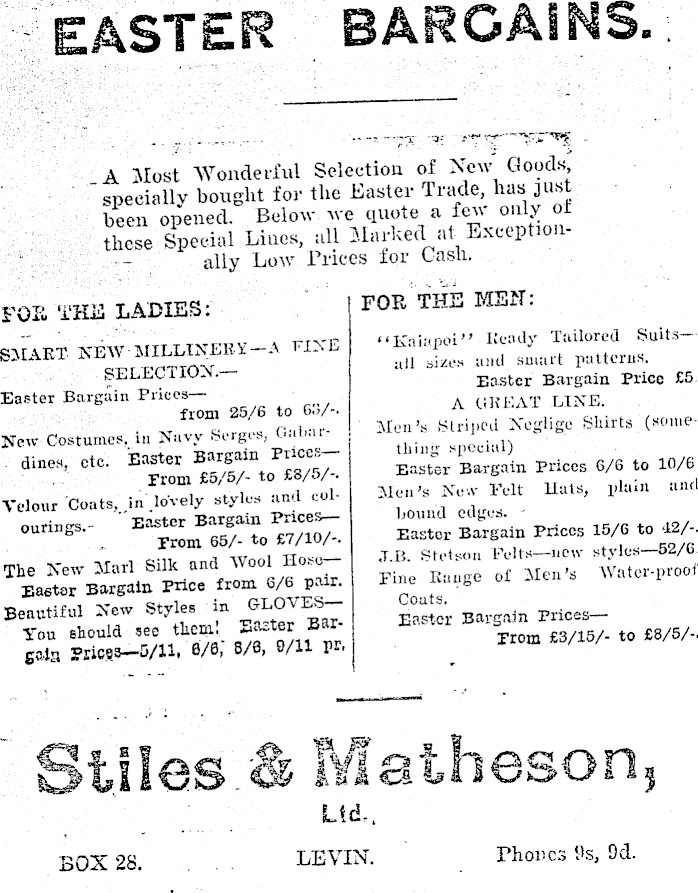 EASTER BARGAINS.
A Most Wonderful Selection of New Goods,
specially bought for the Easter Trade, has just
been opened. Below we quote a few only of
these Special Lines, all Marked at Exception-
ally Low Prices for Cash.
FOR THE LADIES:
SMART NEW MILLINERY—A FINE
SELECTION.—
Easter Bargain Prices—
from 25/6 to 63/-.
New Costumes, in Navy Serges, Gabar-
dines, etc. Easter Bargain Prices—
From £5/5/- to £8/5/-.
Velour Coats, in lovely styles and col-
ourings.- Easter Bargain Prices—
From 65/- to £7/10/-.
The New Marl Silk and Wool Hose—
Easter Bargain Price from 6/6 pair.
Beautiful New Styles in GLOVES—
You should see them! Easter Bar-
gain Prices—5/11, 6/6, 8/6, 9/11 pr.
FOR THE MEN:
"Kaiapoi" Ready Tailored Suits—
all sizes and smart patterns.
Easter Bargain Price £5
A GREAT LINE.
Men's Striped Neglige Shirts (some-
thing special)
Easter Bargain Prices 6/6 to 10/6
Men's New Felt Hats, plain and
bound edges.
Easter Bargain Prices 15/6 to 42/-.
J.B. Stetson Felts—new styles—52/6
Fine Range of Men's Water-proof
Coats.
Easter Bargain Prices—
From £3/15/- to £8/5/-.
Stiles & Matheson,
Ltd.,
BOX 28. LEVIN. Phones 9s, 9d.